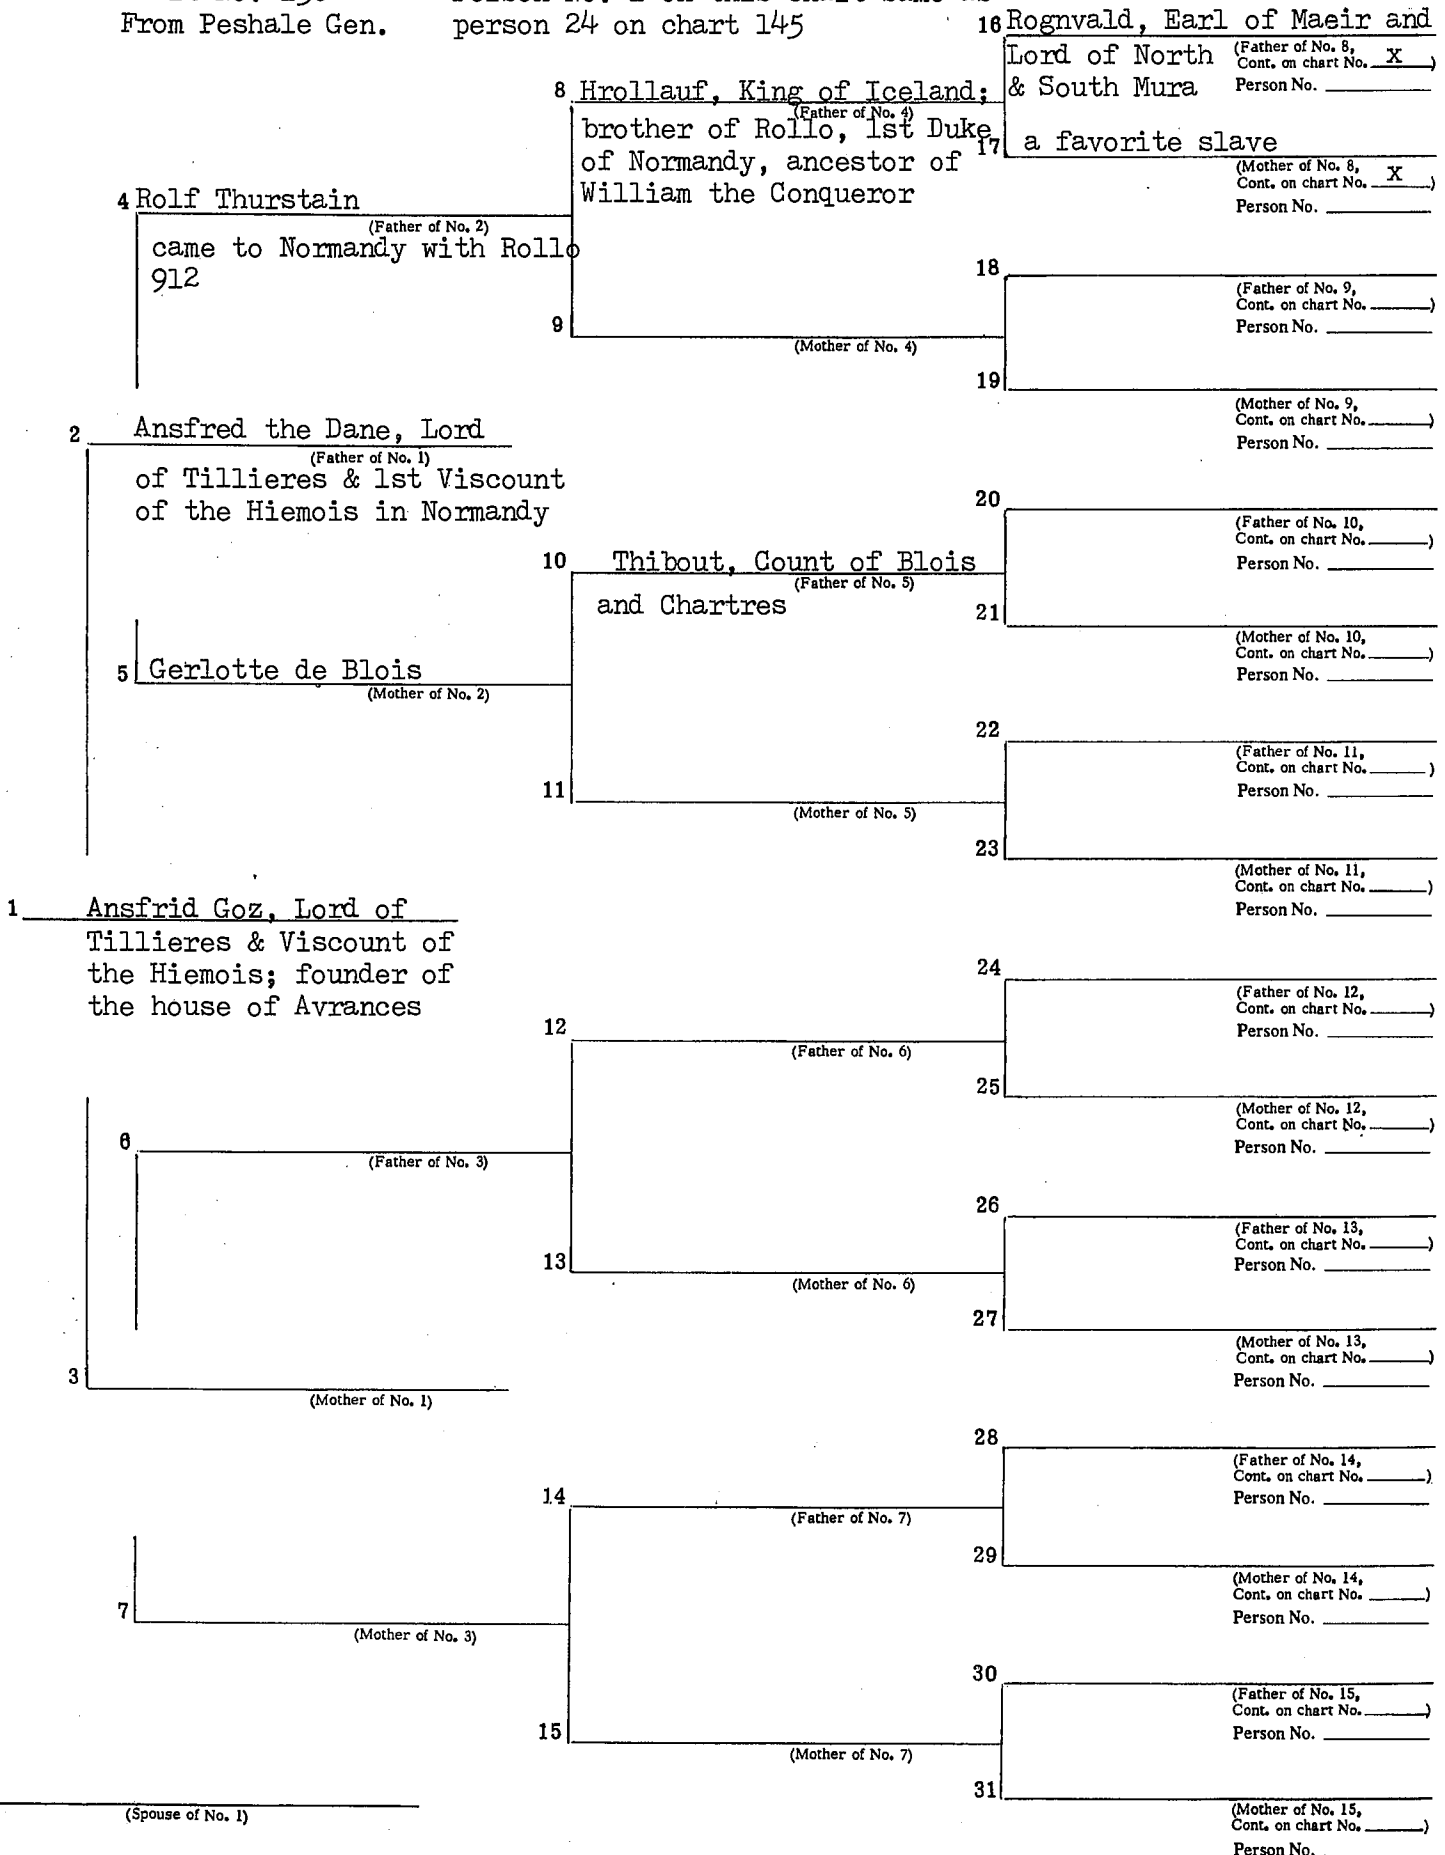 From Peshale Gen. person 24 on chart 145
16 Rognvald, Earl of Maeir and
Lord of North
& South Mura
(Father of No. 8,
Cont. on chart No. X )
Person No.
8 Hrollauf, King of Iceland;
(Father of No. 4)
brother of Rollo, 1st Duke
of Normandy, ancestor of
William the Conqueror
17 a favorite slave
(Mother of No. 8,
Cont. on chart No. X )
Person No.
4 Rolf Thurstain
(Father of No. 2)
came to Normandy with Rollo
912
18
(Father of No. 9,
Cont. on chart No. )
Person No.
9
(Mother of No. 4)
19
(Mother of No. 9,
Cont. on chart No. )
Person No.
2 Ansfred the Dane, Lord
(Father of No. 1)
of Tillieres & 1st Viscount
of the Hiemois in Normandy
20
(Father of No. 10,
Cont. on chart No. )
Person No.
10 Thibout, Count of Blois
(Father of No. 5)
and Chartres
21
(Mother of No. 10,
Cont. on chart No. )
Person No.
5 Gerlotte de Blois
(Mother of No. 2)
22
(Father of No. 11,
Cont. on chart No. )
Person No.
11
(Mother of No. 5)
23
(Mother of No. 11,
Cont. on chart No. )
Person No.
1 Ansfrid Goz, Lord of
Tillieres & Viscount of
the Hiemois; founder of
the house of Avrances
24
(Father of No. 12,
Cont. on chart No. )
Person No.
12
(Father of No. 6)
25
(Mother of No. 12,
Cont. on chart No. )
Person No.
6
(Father of No. 3)
26
(Father of No. 13,
Cont. on chart No. )
Person No.
13
(Mother of No. 6)
27
(Mother of No. 13,
Cont. on chart No. )
Person No.
3
(Mother of No. 1)
28
(Father of No. 14,
Cont. on chart No. )
Person No.
14
(Father of No. 7)
29
(Mother of No. 14,
Cont. on chart No. )
Person No.
7
(Mother of No. 3)
30
(Father of No. 15,
Cont. on chart No. )
Person No.
15
(Mother of No. 7)
31
(Mother of No. 15,
Cont. on chart No. )
Person No.
(Spouse of No. 1)